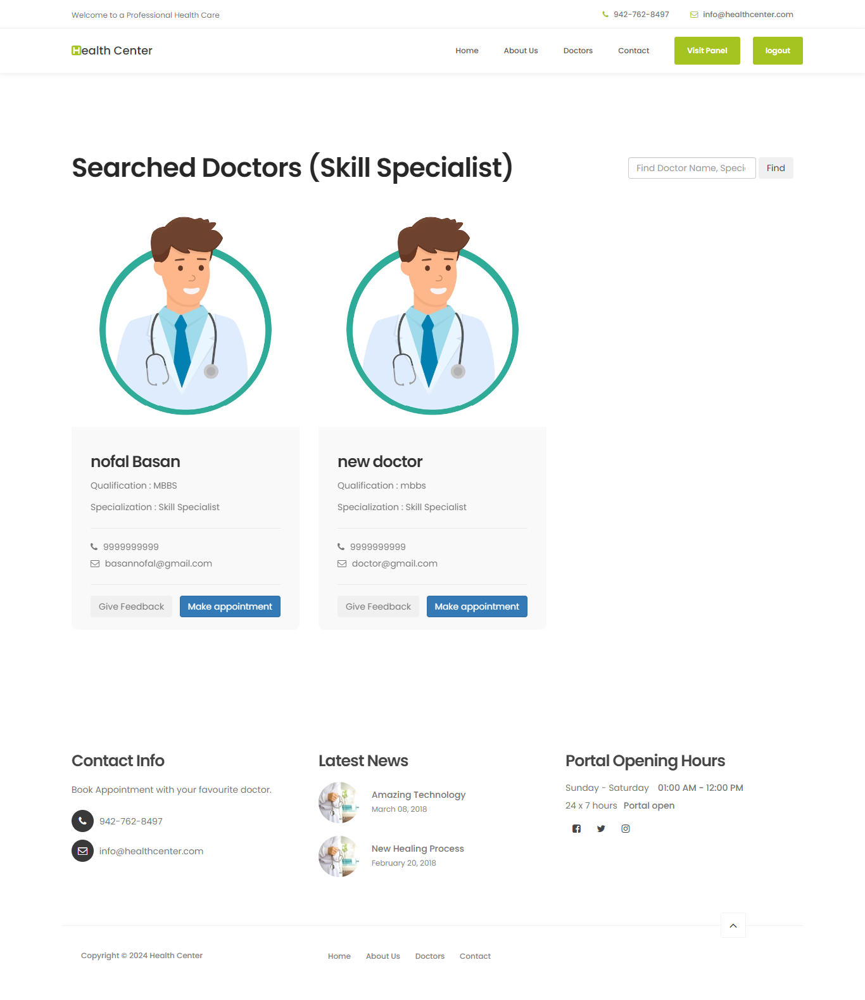 Welcome to a Professional Health Care
942-762-8497
info@healthcenter.com
Health Center
Home
About Us
Doctors
Contact
Visit Panel
logout
Searched Doctors (Skill Specialist)
Find Doctor Name, Speci
Find
nofal Basan
Qualification : MBBS
Specialization : Skill Specialist
9999999999
basannofal@gmail.com
Give Feedback
Make appointment
new doctor
Qualification : mbbs
Specialization : Skill Specialist
9999999999
doctor@gmail.com
Give Feedback
Make appointment
Contact Info
Book Appointment with your favourite doctor.
942-762-8497
info@healthcenter.com
Latest News
Amazing Technology
March 08, 2018
New Healing Process
February 20, 2018
Portal Opening Hours
Sunday - Saturday 01:00 AM - 12:00 PM
24 x 7 hours Portal open
Copyright © 2024 Health Center
Home
About Us
Doctors
Contact